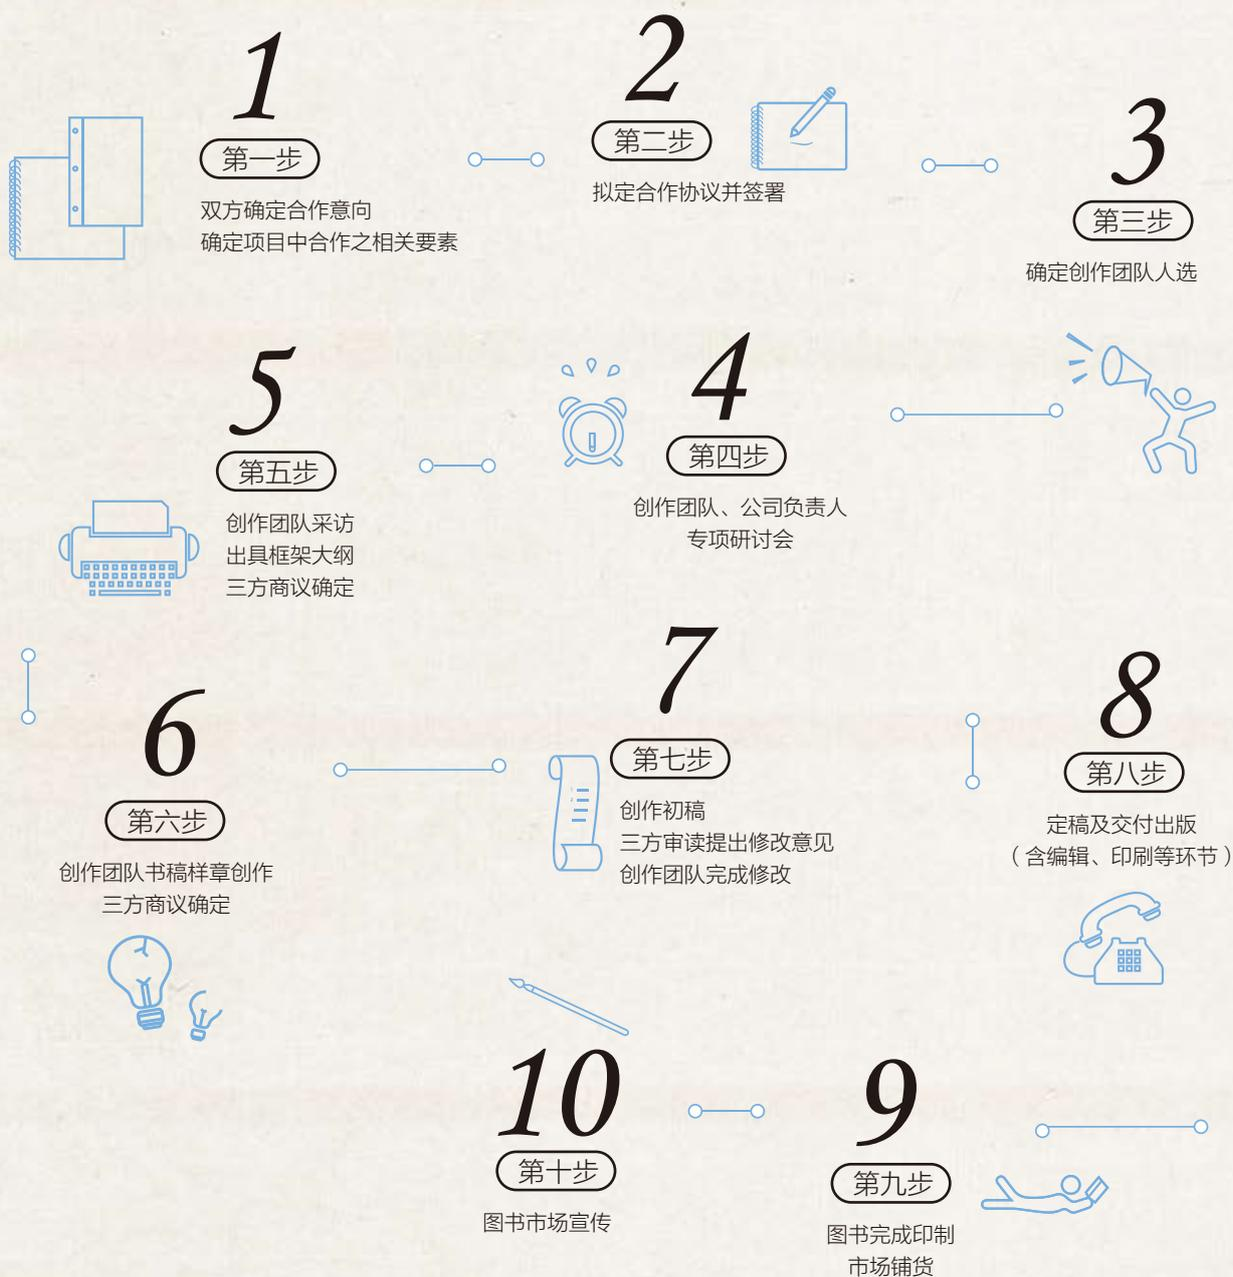 1
第一步
双方确定合作意向
确定项目中合作之相关要素
2
第二步
拟定合作协议并签署
3
第三步
确定创作团队人选
4
第四步
创作团队、公司负责人
专项研讨会
5
第五步
创作团队采访
出具框架大纲
三方商议确定
6
第六步
创作团队书稿样章创作
三方商议确定
7
第七步
创作初稿
三方审读提出修改意见
创作团队完成修改
8
第八步
定稿及交付出版
（含编辑、印刷等环节）
9
第九步
图书完成印制
市场铺货
10
第十步
图书市场宣传